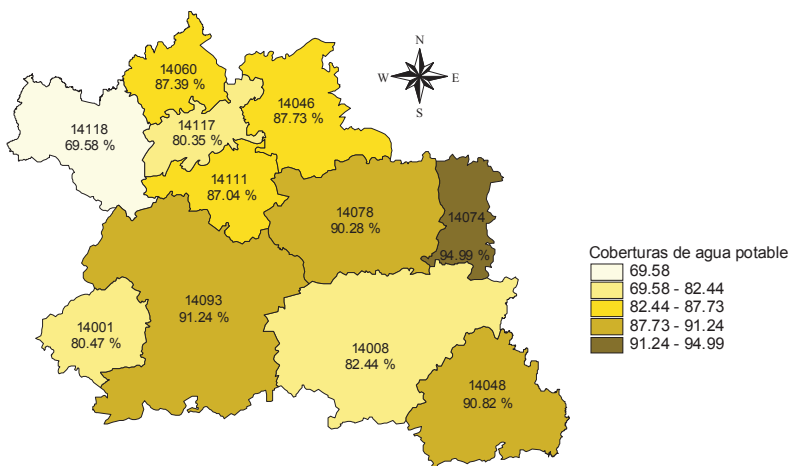 N
W
E
S
14060
87.39 %
14046
87.73 %
14118
69.58 %
14117
80.35 %
14111
87.04 %
14078
90.28 %
14074
94.99 %
14093
91.24 %
14001
80.47 %
14008
82.44 %
14048
90.82 %
Coberturas de agua potable
69.58
69.58 - 82.44
82.44 - 87.73
87.73 - 91.24
91.24 - 94.99